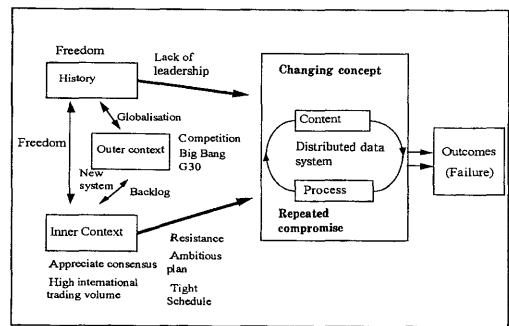 Freedom
History
Lack of
leadership
Globalisation
Freedom
Outer context
Competition
Big Bang
G30
New
system
Backlog
Inner Context
Appreciate consensus
High international
trading volume
Resistance
Ambitious
plan
Tight
Schedule
Changing concept
Content
Distributed data
system
Process
Repeated
compromise
Outcomes
(Failure)